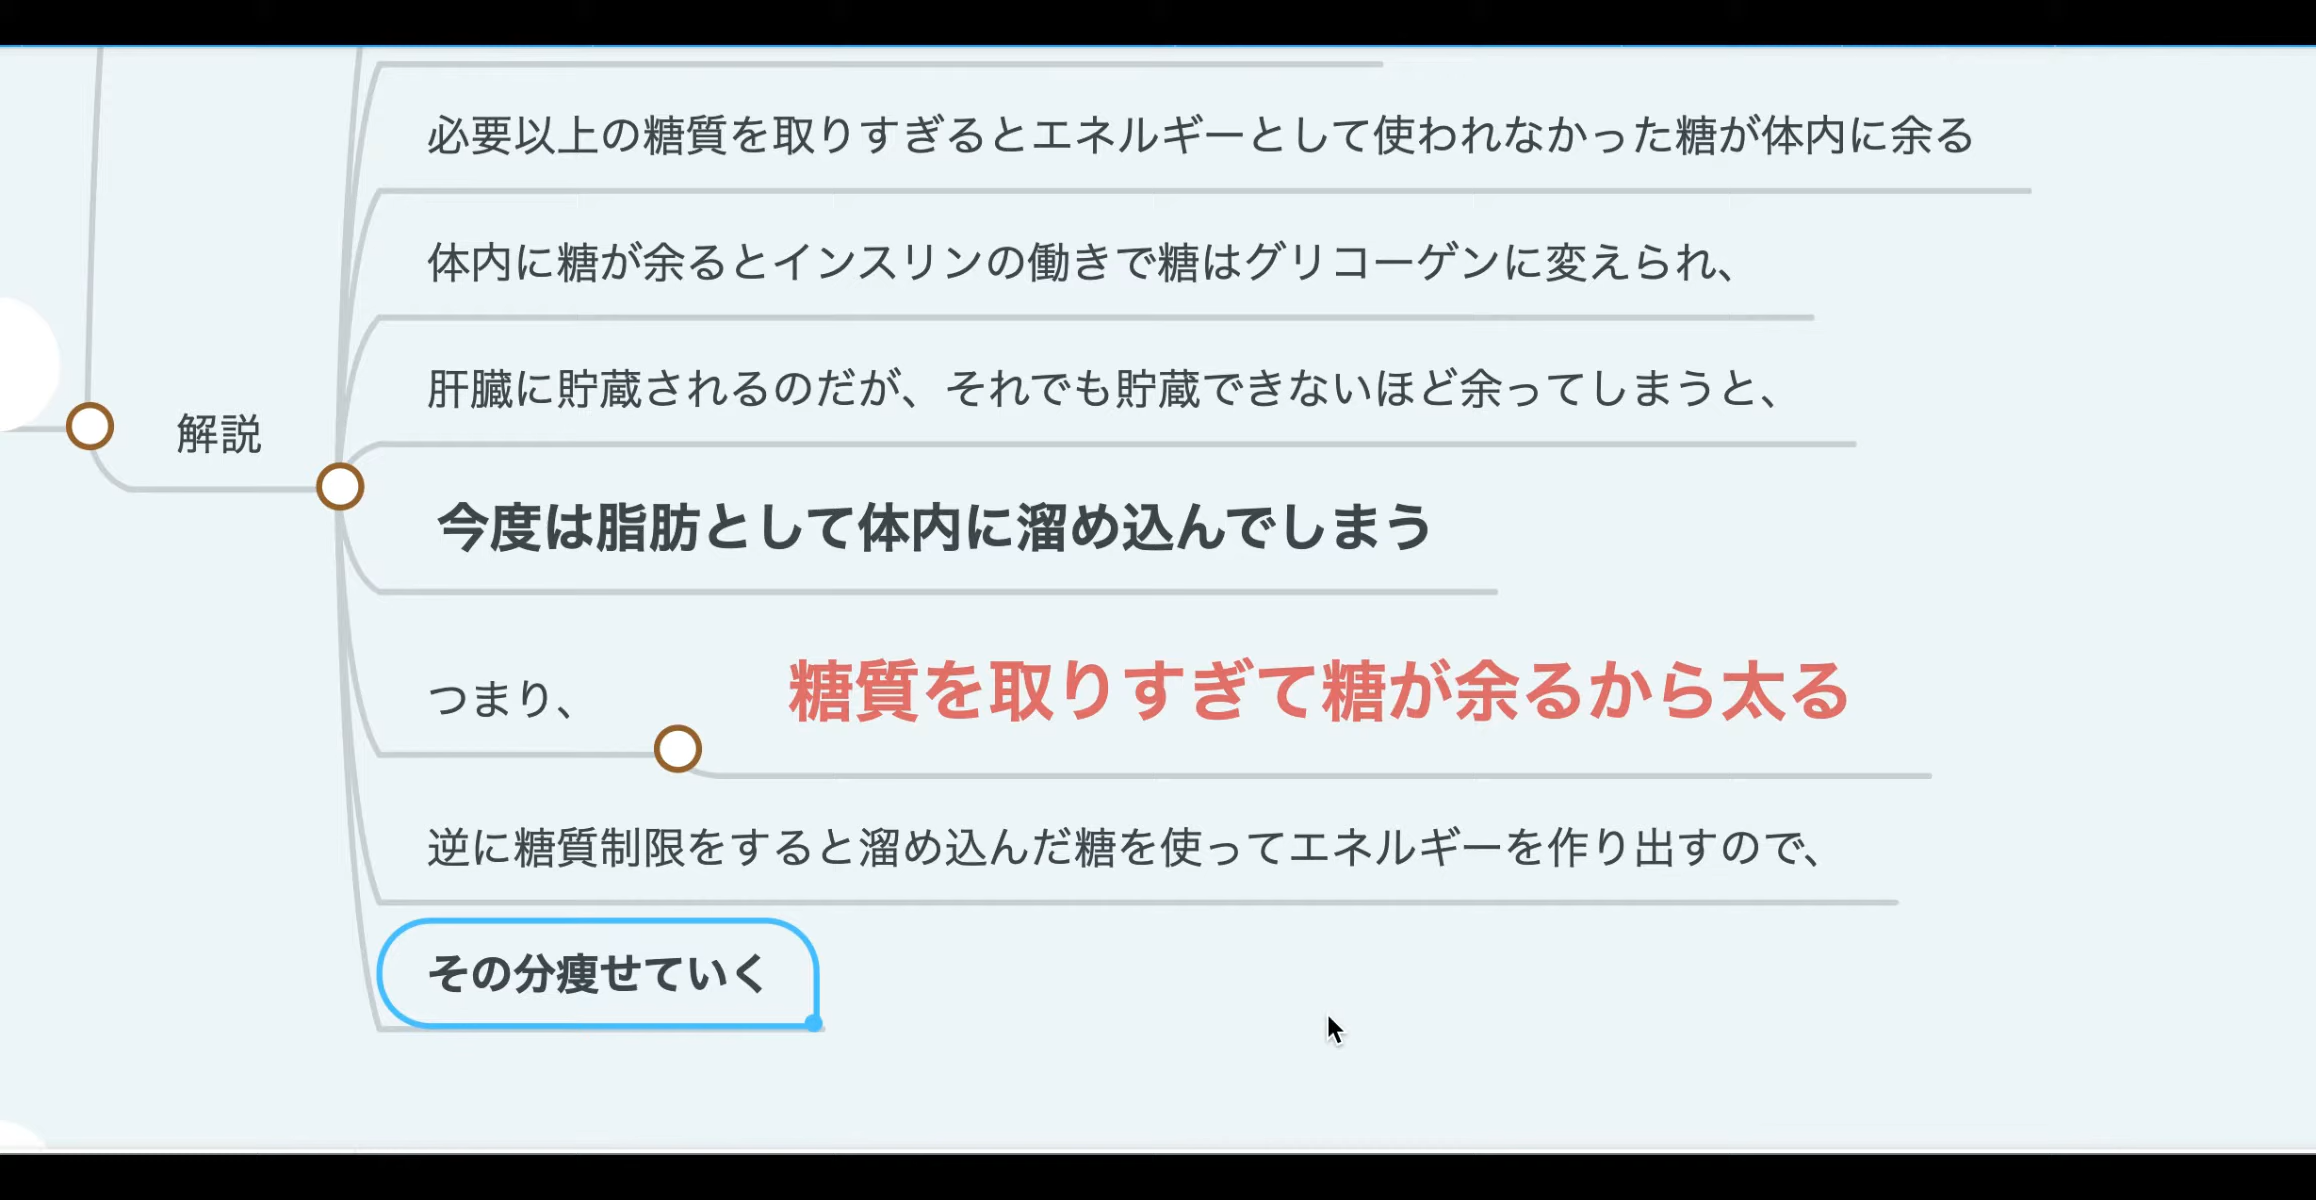 必要以上の糖質を取りすぎるとエネルギーとして使われなかった糖が体内に余る
体内に糖が余るとインスリンの働きで糖はグリコーゲンに変えられ、
肝臓に貯蔵されるのだが、それでも貯蔵できないほど余ってしまうと、
解説
今度は脂肪として体内に溜め込んでしまう
つまり、 糖質を取りすぎて糖が余るから太る
逆に糖質制限をすると溜め込んだ糖を使ってエネルギーを作り出すので、
その分痩せていく